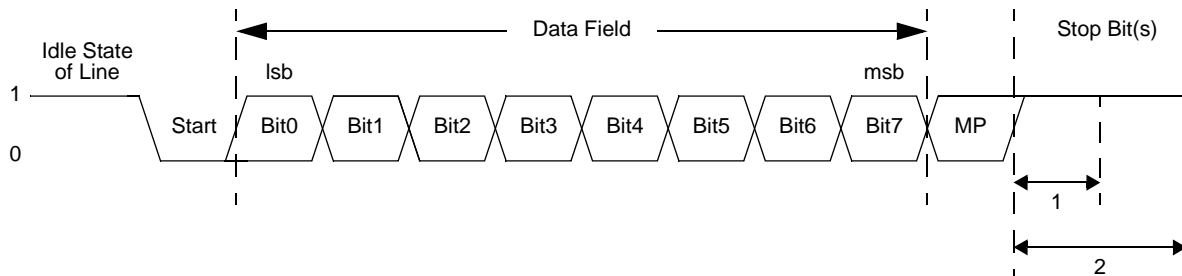 Data Field
Stop Bit(s)
Idle State
of Line
lsb
msb
1
Start
Bit0
Bit1
Bit2
Bit3
Bit4
Bit5
Bit6
Bit7
MP
0
1
2